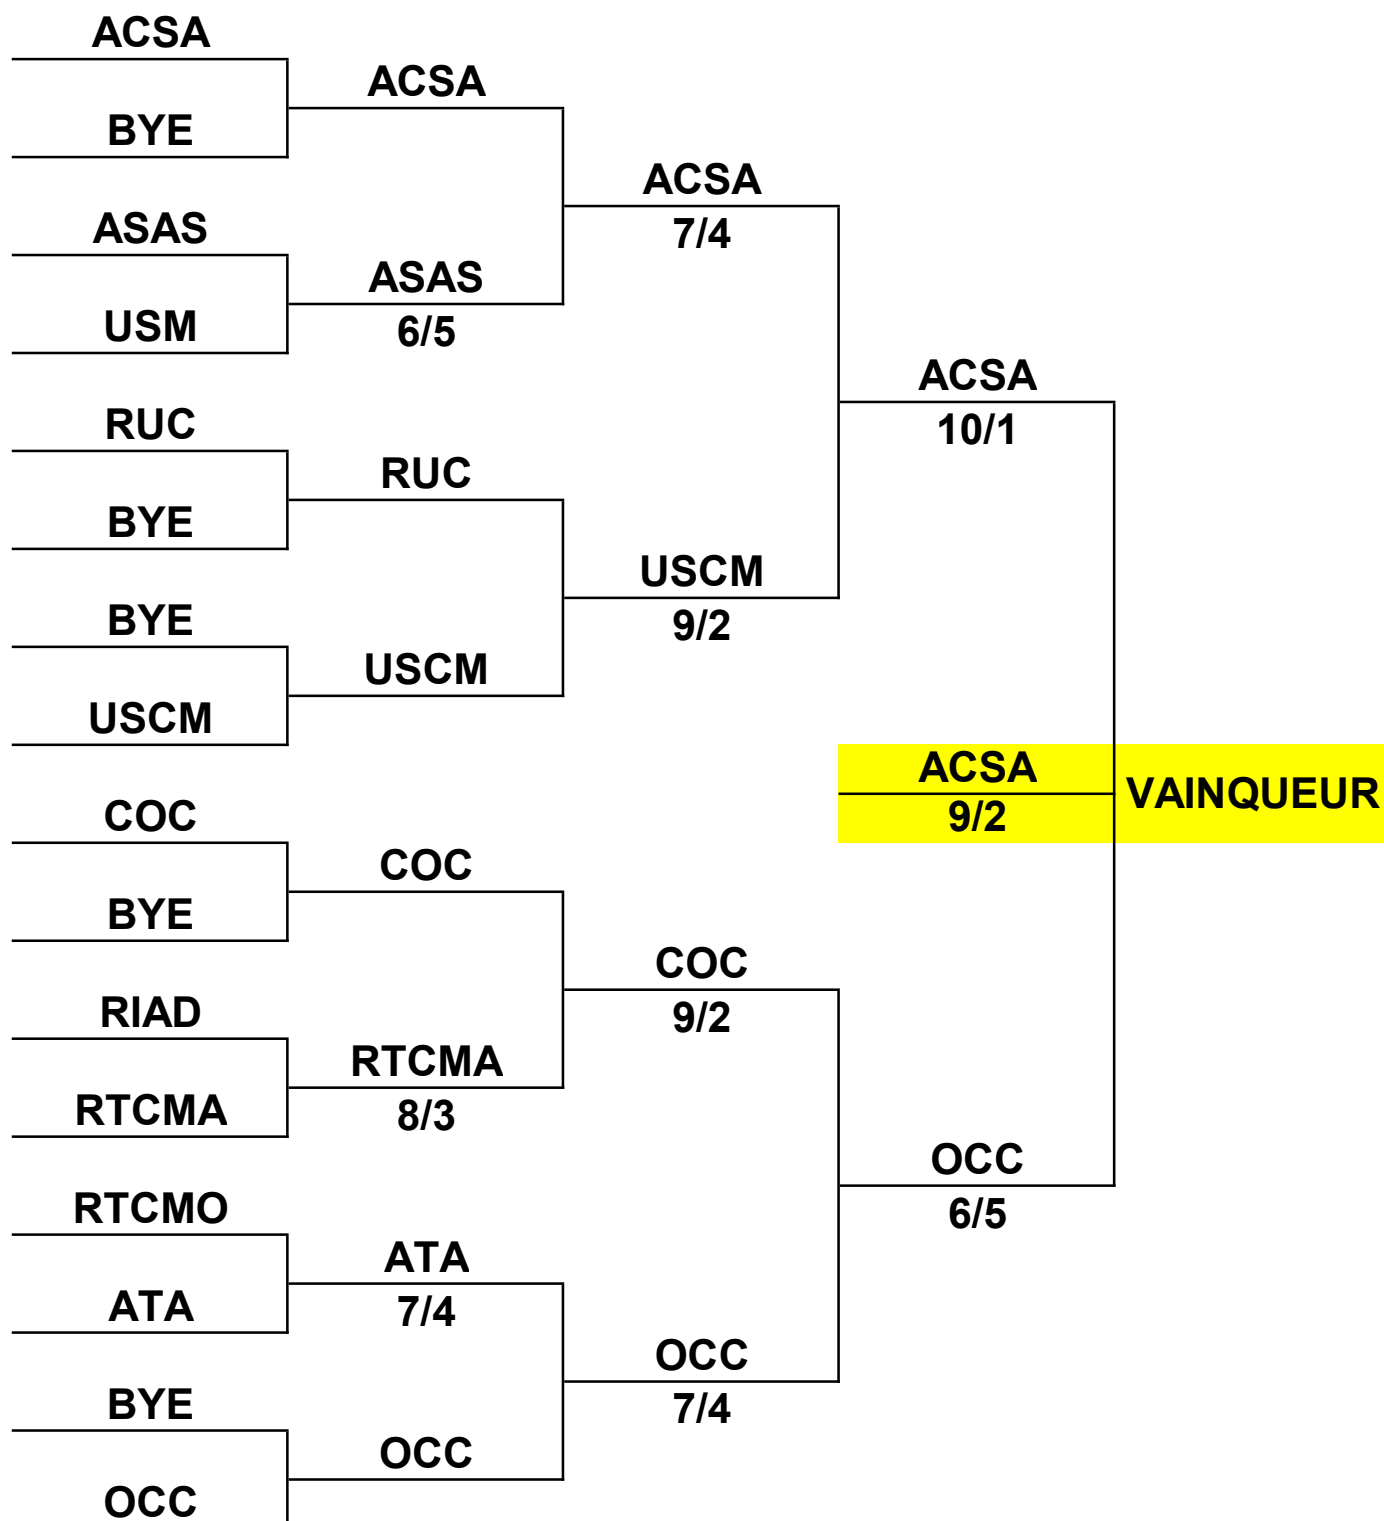 ACSA
BYE
ASAS
USM
RUC
BYE
BYE
USCM
COC
BYE
RIAD
RTCMA
RTCMO
ATA
BYE
OCC
ACSA
ASAS
6/5
RUC
USCM
COC
RTCMA
8/3
ATA
7/4
OCC
ACSA
7/4
USCM
9/2
COC
9/2
OCC
7/4
ACSA
10/1
OCC
6/5
ACSA
9/2
VAINQUEUR